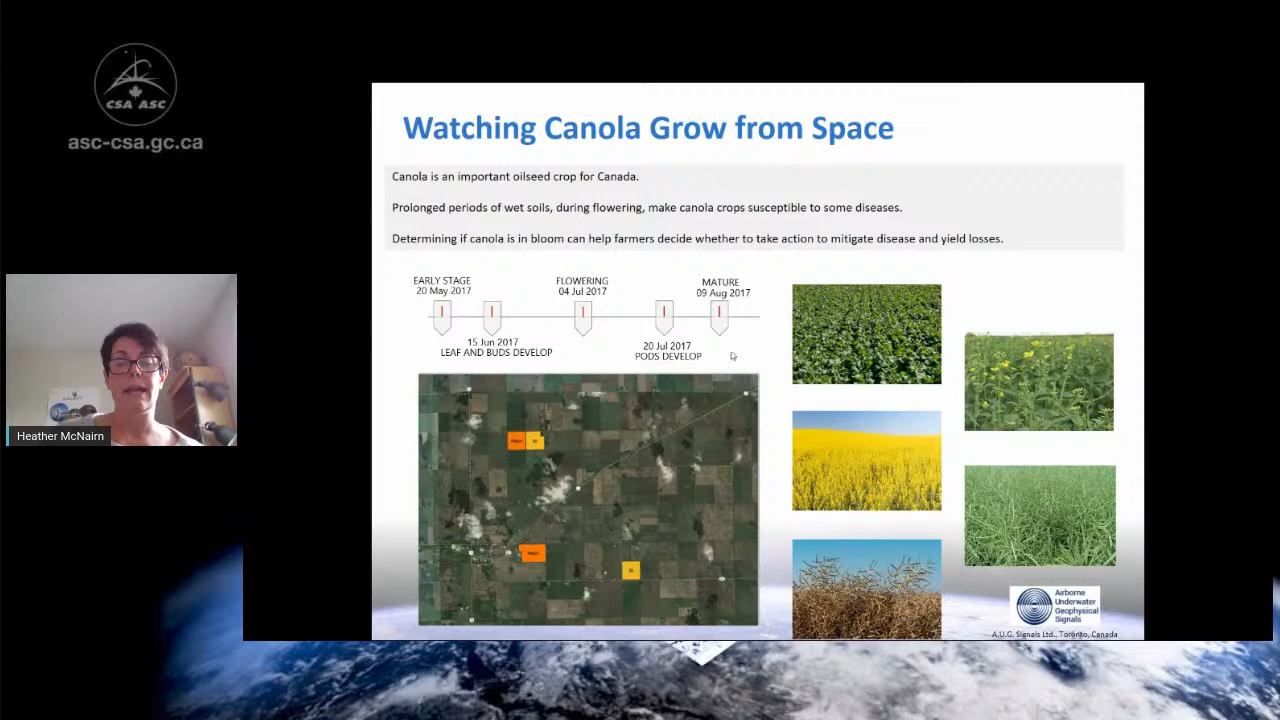 CSA ASC
asc-csa.gc.ca
Watching Canola Grow from Space
Canola is an important oilseed crop for Canada.
Prolonged periods of wet soils, during flowering, make canola crops susceptible to some diseases.
Determining if canola is in bloom can help farmers decide whether to take action to mitigate disease and yield losses.
EARLY STAGE
20 May 2017
FLOWERING
04 Jul 2017
MATURE
09 Aug 2017
15 Jun 2017
LEAF AND BUDS DEVELOP
20 Jul 2017
PODS DEVELOP
Heather McNairn
Airborne
Underwater
Geophysical
Signals
A.U.G. Signals Ltd., Toronto, Canada